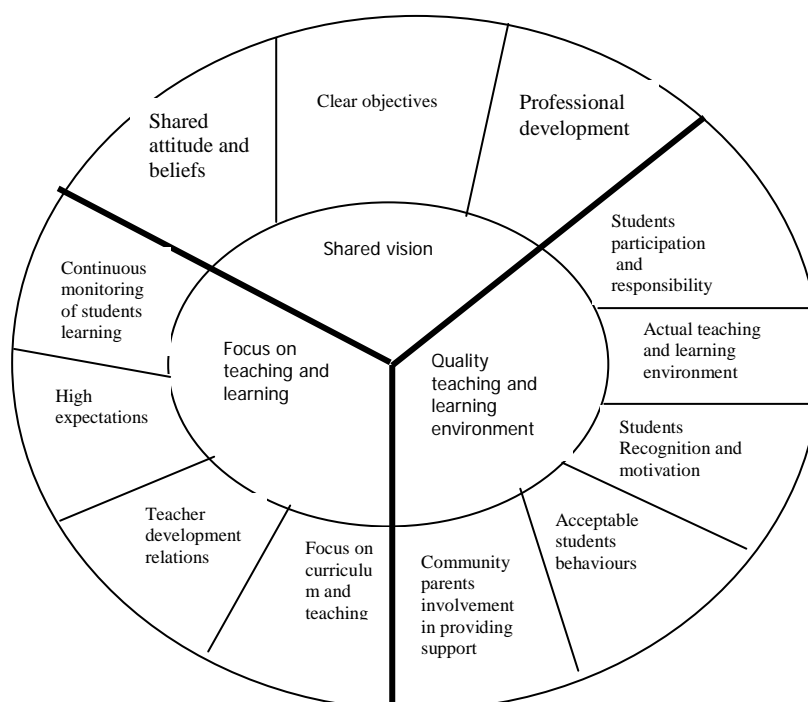 Shared
attitude and
beliefs
Clear objectives
Professional
development
Shared vision
Students
participation
and
responsibility
Continuous
monitoring
of students
learning
Focus on
teaching and
learning
Quality
teaching and
learning
environment
Actual teaching
and learning
environment
High
expectations
Students
Recognition and
motivation
Teacher
development
relations
Focus on
curriculu
m and
teaching
Community
parents
involvement
in providing
support
Acceptable
students
behaviours